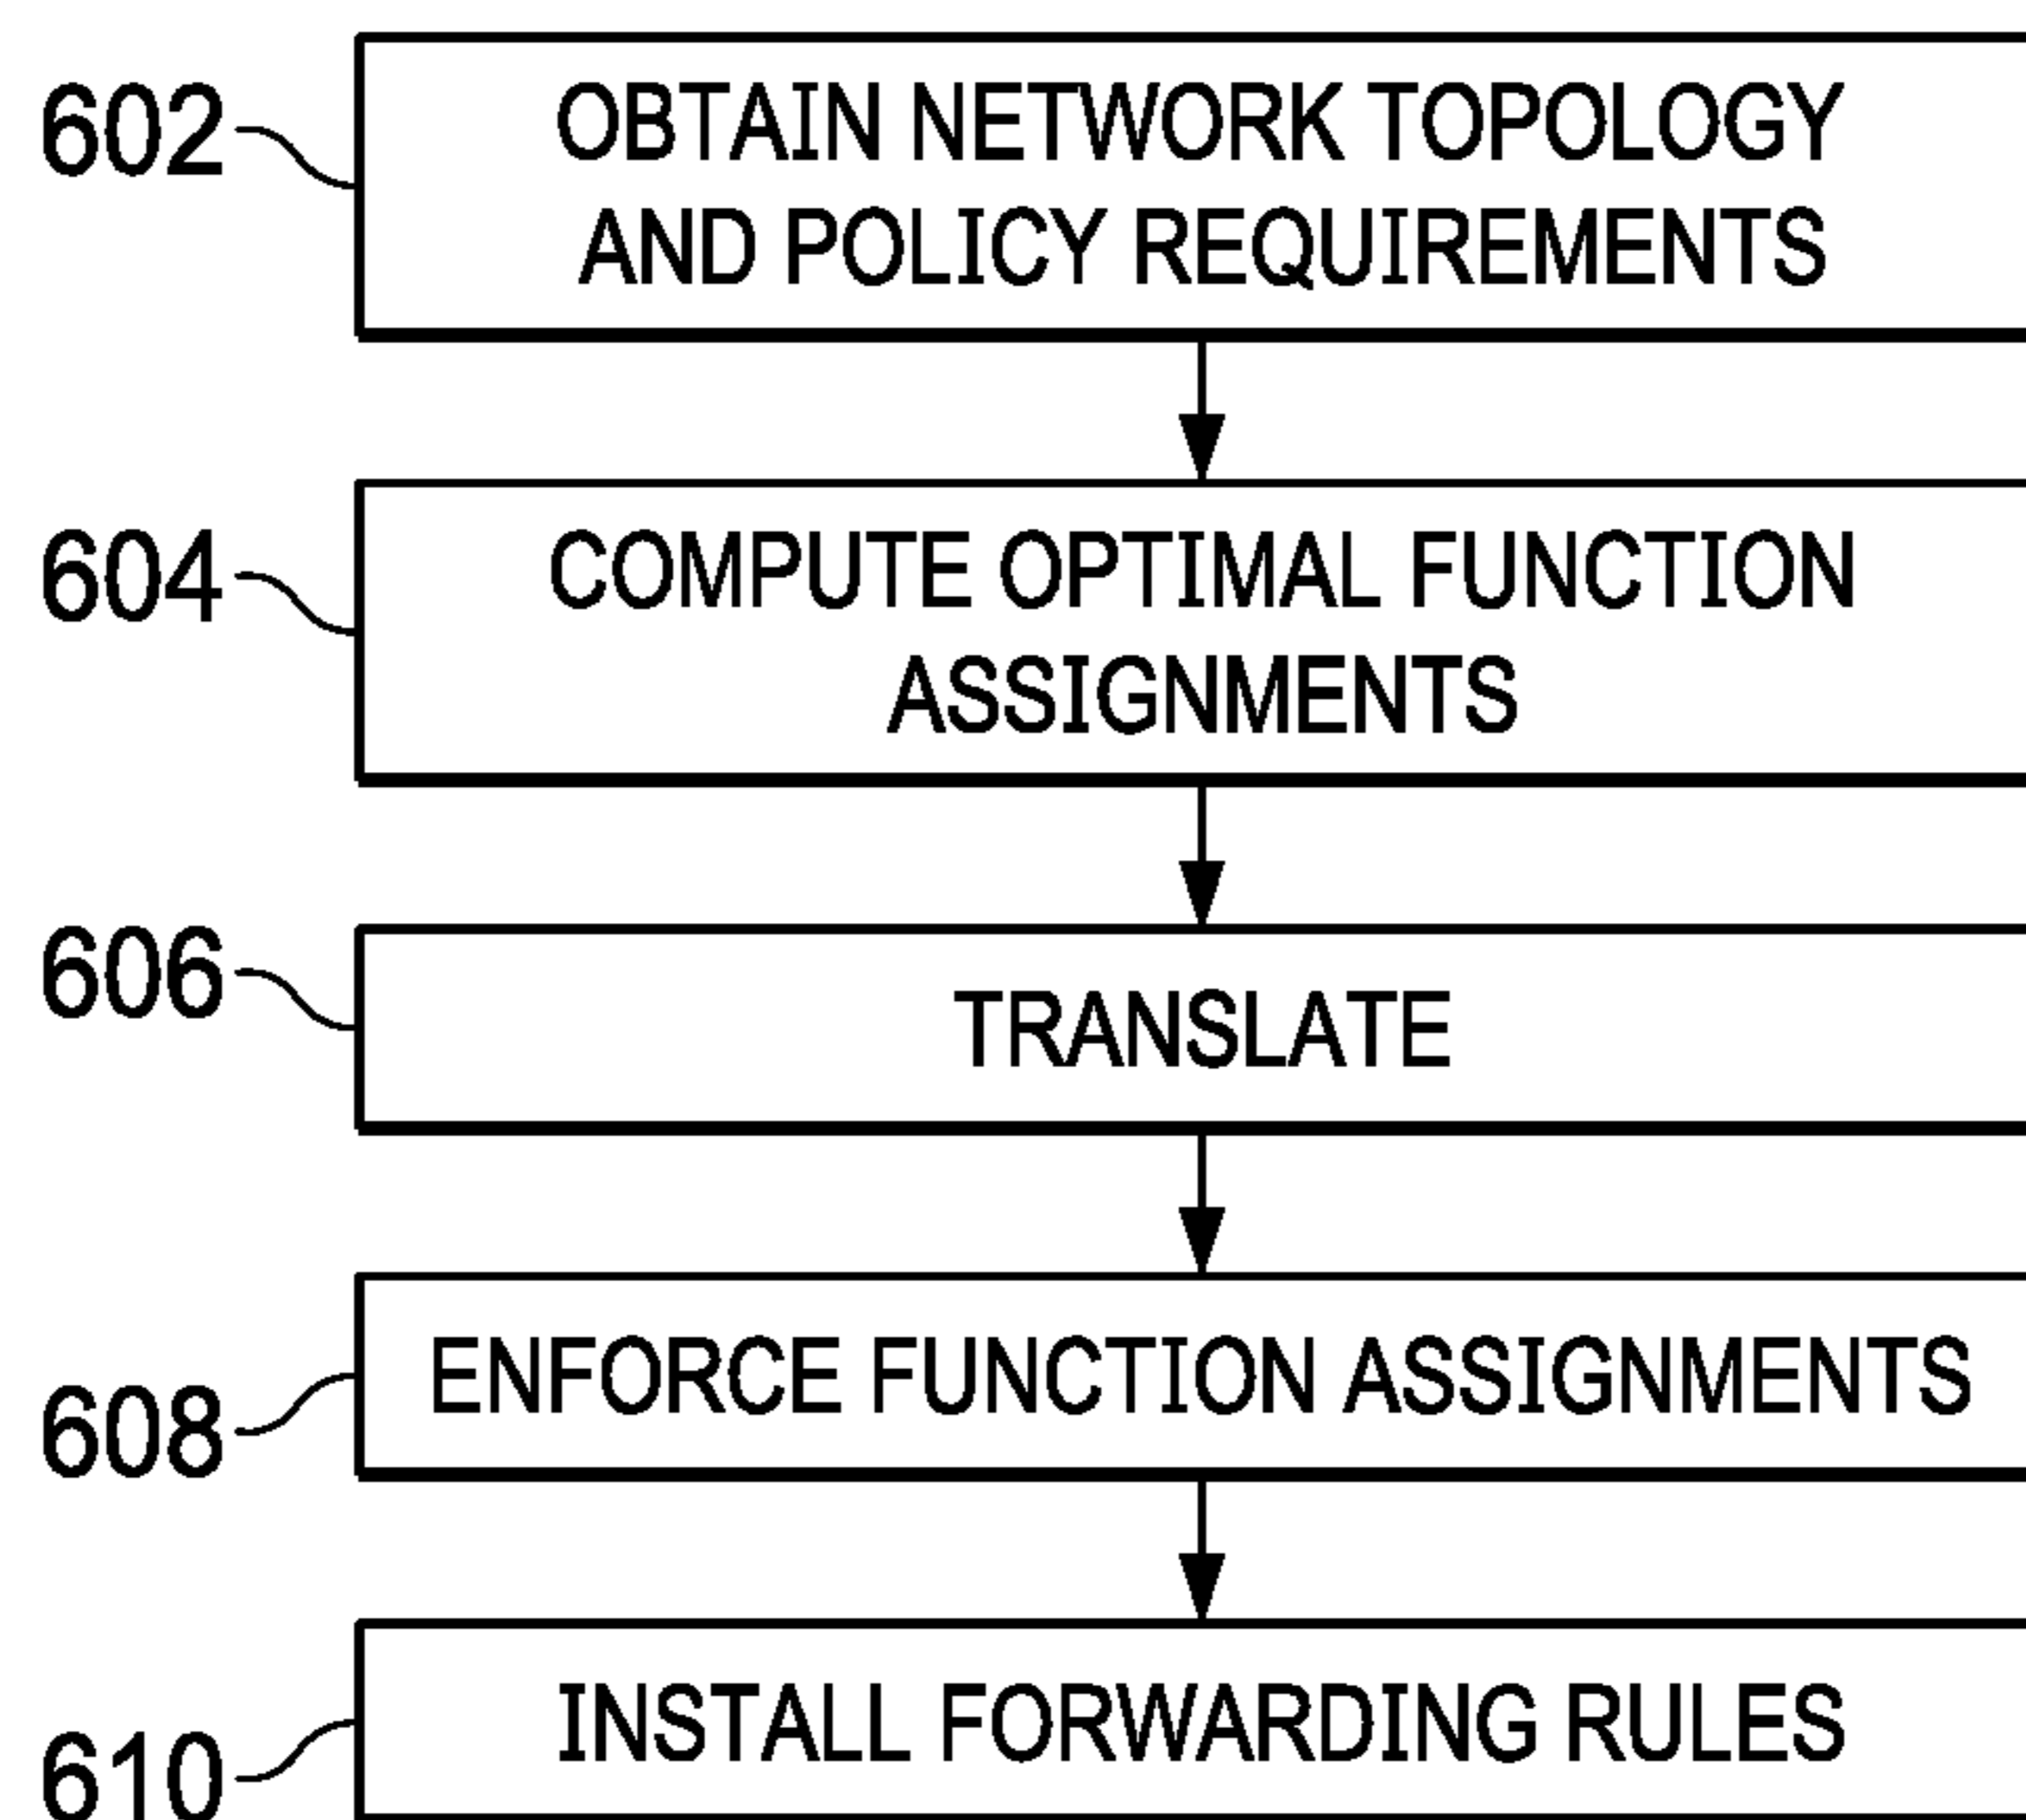 602
OBTAIN NETWORK TOPOLOGY
AND POLICY REQUIREMENTS
604
COMPUTE OPTIMAL FUNCTION
ASSIGNMENTS
606
TRANSLATE
608
ENFORCE FUNCTION ASSIGNMENTS
610
INSTALL FORWARDING RULES